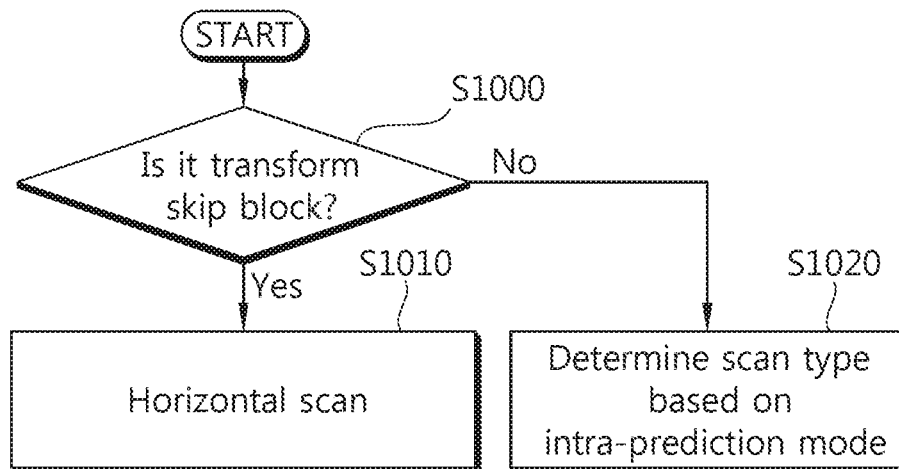 START
S1000
Is it transform
skip block?
No
Yes
S1010
S1020
Horizontal scan
Determine scan type
based on
intra-prediction mode